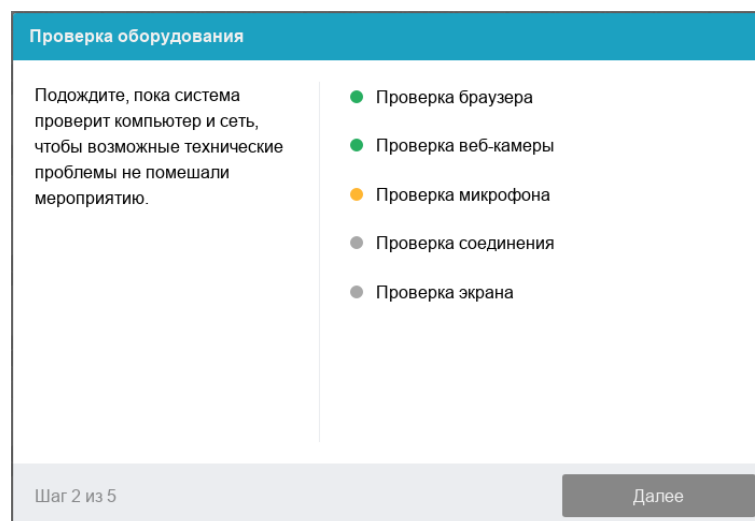 Проверка оборудования
Подождите, пока система
проверит компьютер и сеть,
чтобы возможные технические
проблемы не помешали
мероприятию.
Проверка браузера
Проверка веб-камеры
Проверка микрофона
Проверка соединения
Проверка экрана
Шаг 2 из 5
Далее